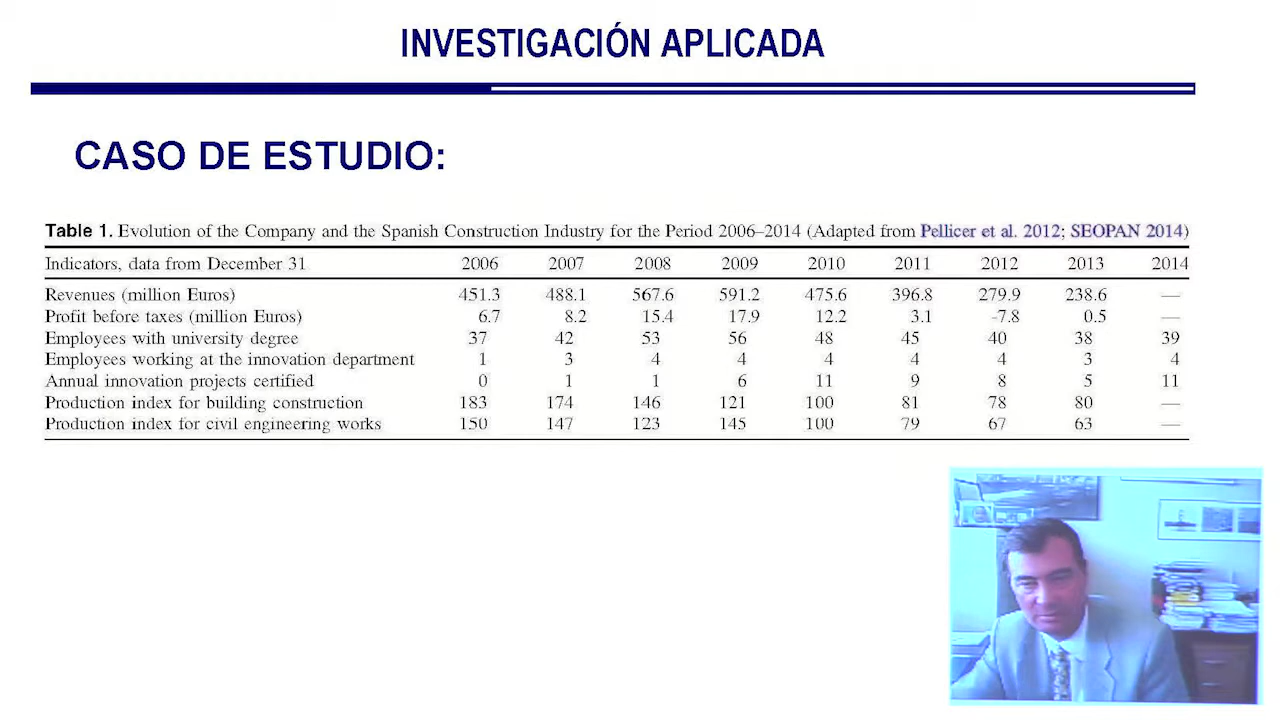 INVESTIGACIÓN APLICADA
CASO DE ESTUDIO:
Table 1. Evolution of the Company and the Spanish Construction Industry for the Period 2006–2014 (Adapted from Pellicer et al. 2012; SEOPAN 2014)
Indicators, data from December 31 2006 2007 2008 2009 2010 2011 2012 2013 2014
Revenues (million Euros) 451.3 488.1 567.6 591.2 475.6 396.8 279.9 238.6 —
Profit before taxes (million Euros) 6.7 8.2 15.4 17.9 12.2 3.1 -7.8 0.5 —
Employees with university degree 37 42 53 56 48 45 40 38 39
Employees working at the innovation department 1 3 4 4 4 4 4 3 4
Annual innovation projects certified 0 1 1 6 11 9 8 5 11
Production index for building construction 183 174 146 121 100 81 78 80 —
Production index for civil engineering works 150 147 123 145 100 79 67 63 —